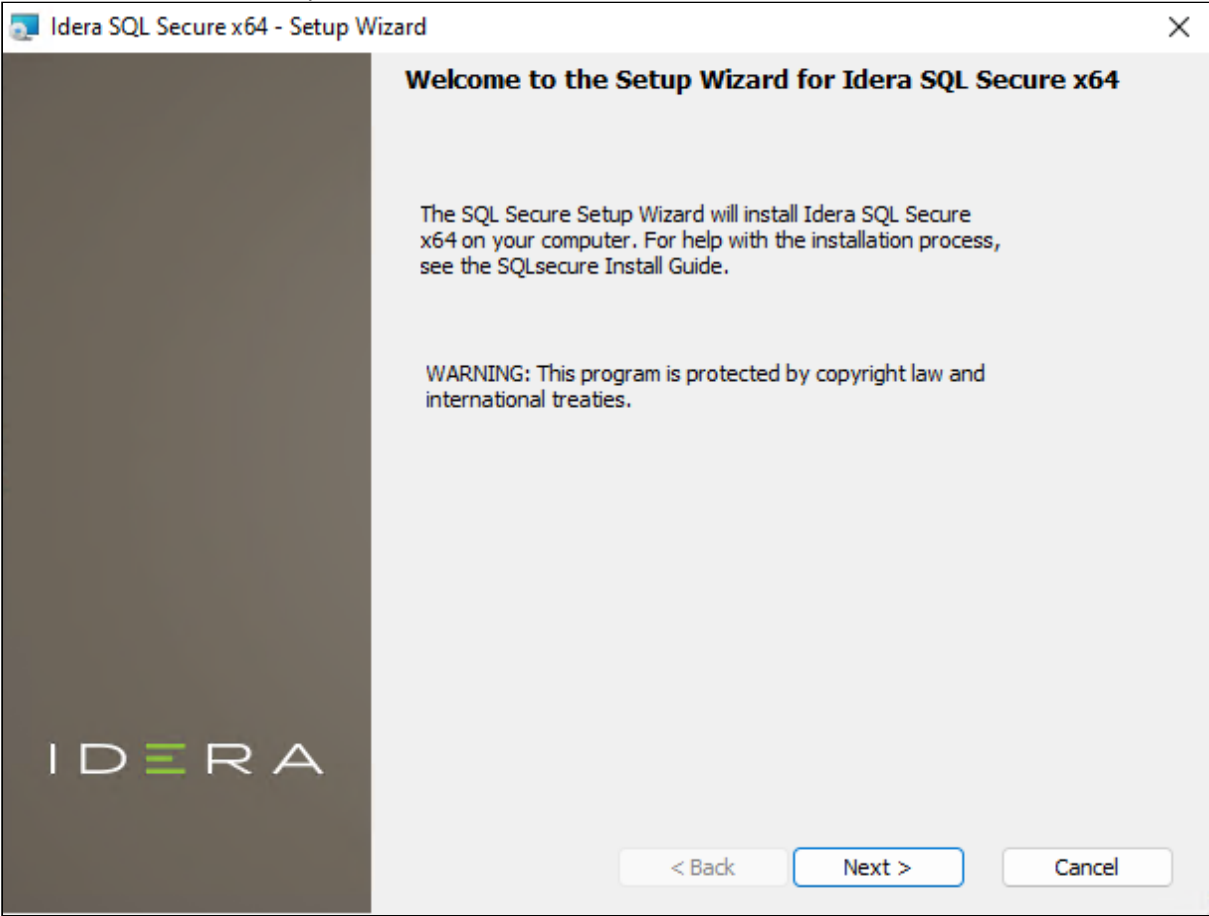 Idera SQL Secure x64 - Setup Wizard
Welcome to the Setup Wizard for Idera SQL Secure x64
The SQL Secure Setup Wizard will install Idera SQL Secure
x64 on your computer. For help with the installation process,
see the SQLsecure Install Guide.
WARNING: This program is protected by copyright law and
international treaties.
IDERA
< Back Next > Cancel